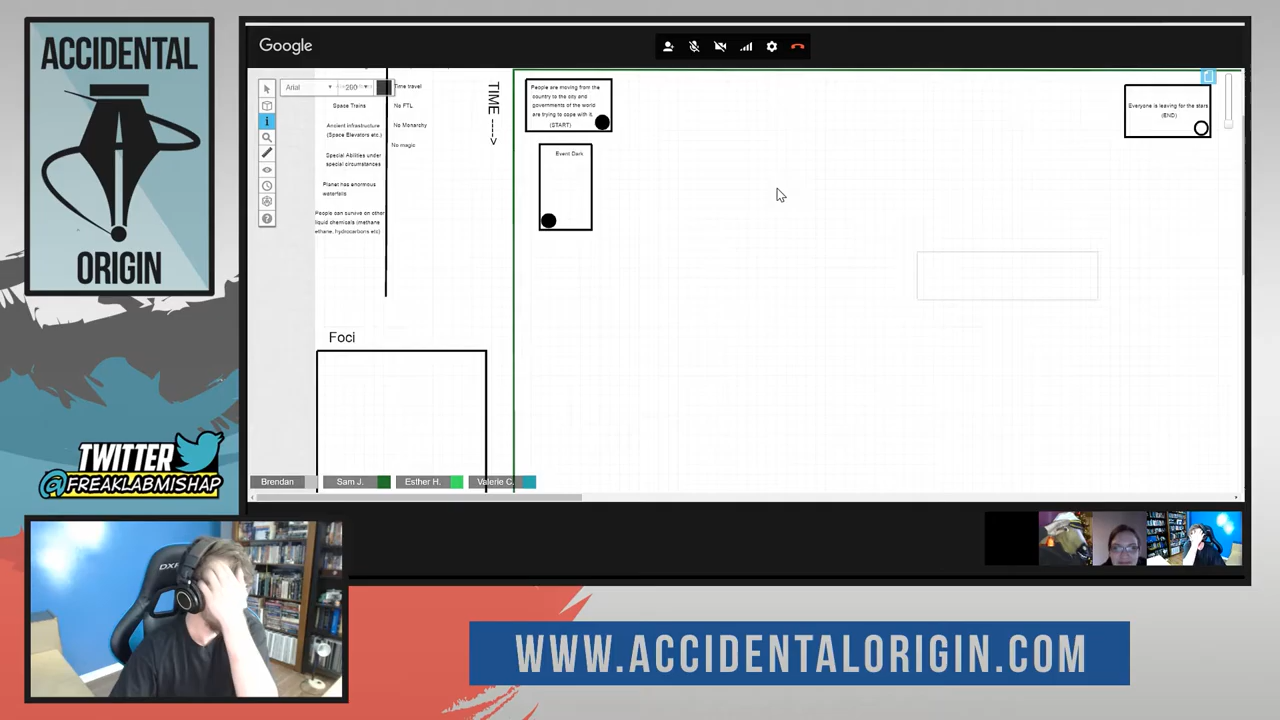 ACCIDENTAL
ORIGIN
Google
Arial
Space Trains
Ancient Infrastructure
(Space Elevators etc.)
Special Abilities under
special circumstances
Planet has enormous
waterfalls
People can survive on other
liquid chemicals (methane
ethane, hydrocarbons etc)
Time travel
No FTL
No Monarchy
No magic
TIME ---->
People are moving from the
country to the city and
governments of the world
are trying to cope with it.
(START)
Event Dark
Everyone is leaving for the stars
(END)
Foci
Brendan
Sam J.
Esther H.
Valerie C.
TWITTER
@FREAKLABMISHAP
WWW.ACCIDENTALORIGIN.COM